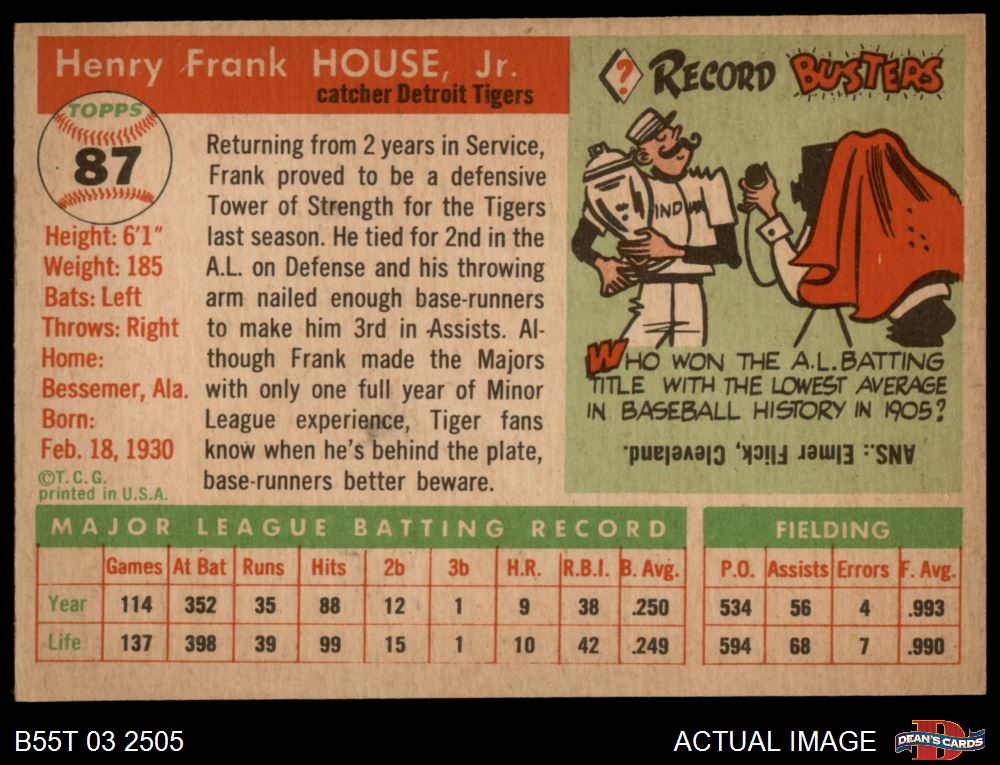 Henry Frank HOUSE, Jr.
catcher Detroit Tigers
TOPPS
87
Height: 6'1"
Weight: 185
Bats: Left
Throws: Right
Home:
Bessemer, Ala.
Born:
Feb. 18, 1930
©T.C.G.
printed in U.S.A.
Returning from 2 years in Service,
Frank proved to be a defensive
Tower of Strength for the Tigers
last season. He tied for 2nd in the
A.L. on Defense and his throwing
arm nailed enough base-runners
to make him 3rd in Assists. Al-
though Frank made the Majors
with only one full year of Minor
League experience, Tiger fans
know when he's behind the plate,
base-runners better beware.
? RECORD BUSTERS
INDIAN
WHO WON THE A.L. BATTING
TITLE WITH THE LOWEST AVERAGE
IN BASEBALL HISTORY IN 1905?
ANS.: Elmer Flick, Cleveland.
MAJOR LEAGUE BATTING RECORD
Games At Bat Runs Hits 2b 3b H.R. R.B.I. B. Avg.
Year 114 352 35 88 12 1 9 38 .250
Life 137 398 39 99 15 1 10 42 .249
FIELDING
P.O. Assists Errors F. Avg.
534 56 4 .993
594 68 7 .990
B55T 03 2505
ACTUAL IMAGE
D
DEAN'S CARDS